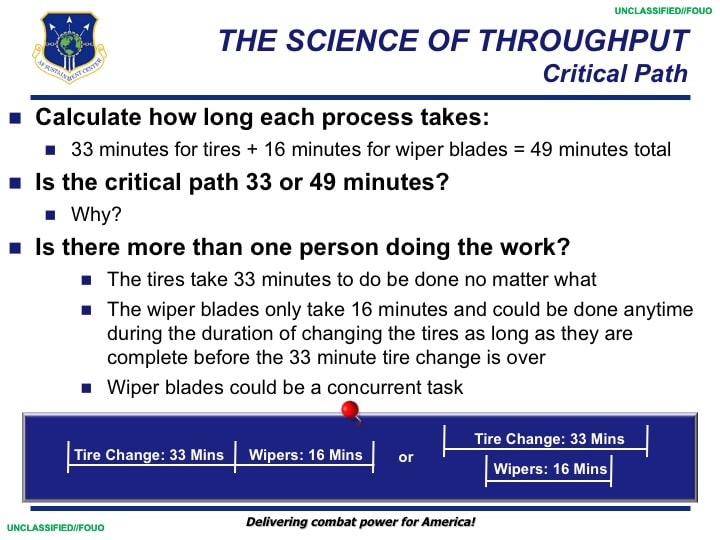 UNCLASSIFIED//FOUO
THE SCIENCE OF THROUGHPUT
Critical Path
AF SUSTAINMENT CENTER
Calculate how long each process takes:
33 minutes for tires + 16 minutes for wiper blades = 49 minutes total
Is the critical path 33 or 49 minutes?
Why?
Is there more than one person doing the work?
The tires take 33 minutes to do be done no matter what
The wiper blades only take 16 minutes and could be done anytime
during the duration of changing the tires as long as they are
complete before the 33 minute tire change is over
Wiper blades could be a concurrent task
Tire Change: 33 Mins
Wipers: 16 Mins
or
Tire Change: 33 Mins
Wipers: 16 Mins
Delivering combat power for America!
UNCLASSIFIED//FOUO